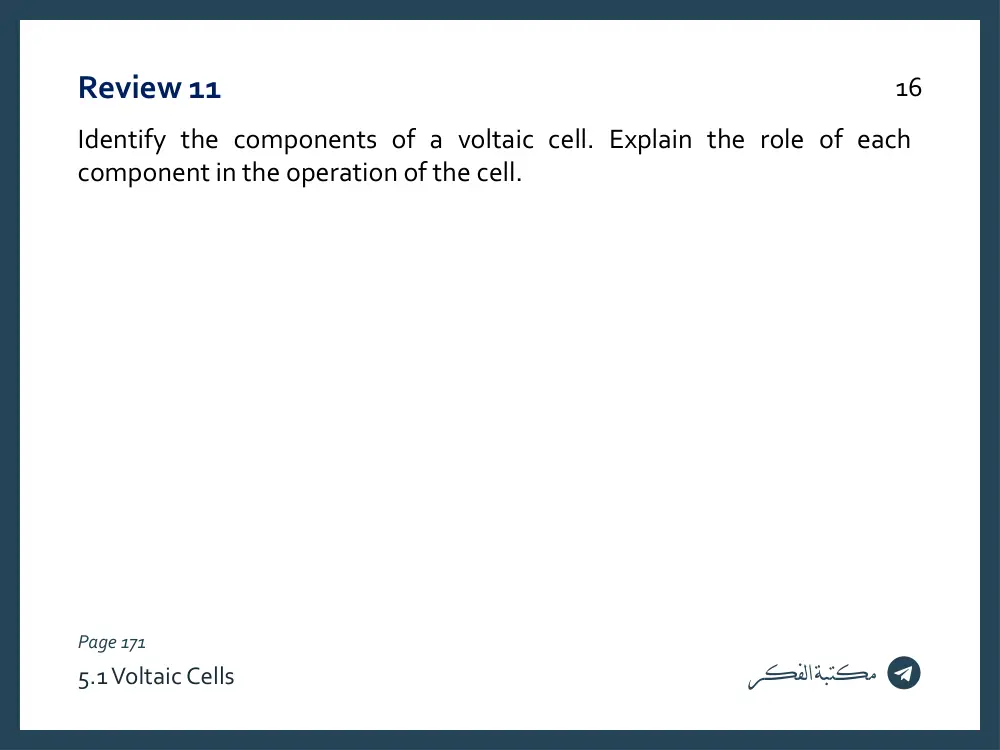 Review 11
16
Identify the components of a voltaic cell. Explain the role of each
component in the operation of the cell.
Page 171
5.1 Voltaic Cells
مكتبة الفكر